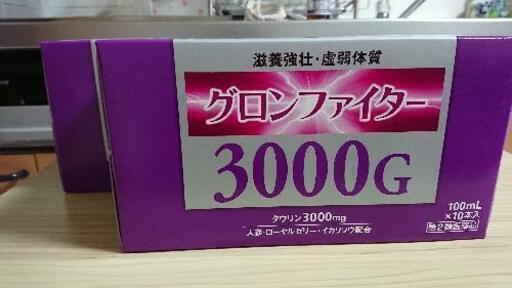 滋養強壮・虚弱体質
グロンファイター
3000G
タウリン3000mg
人参・ローヤルゼリー・イカリソウ配合
100mL
×10本入
第2類医薬品